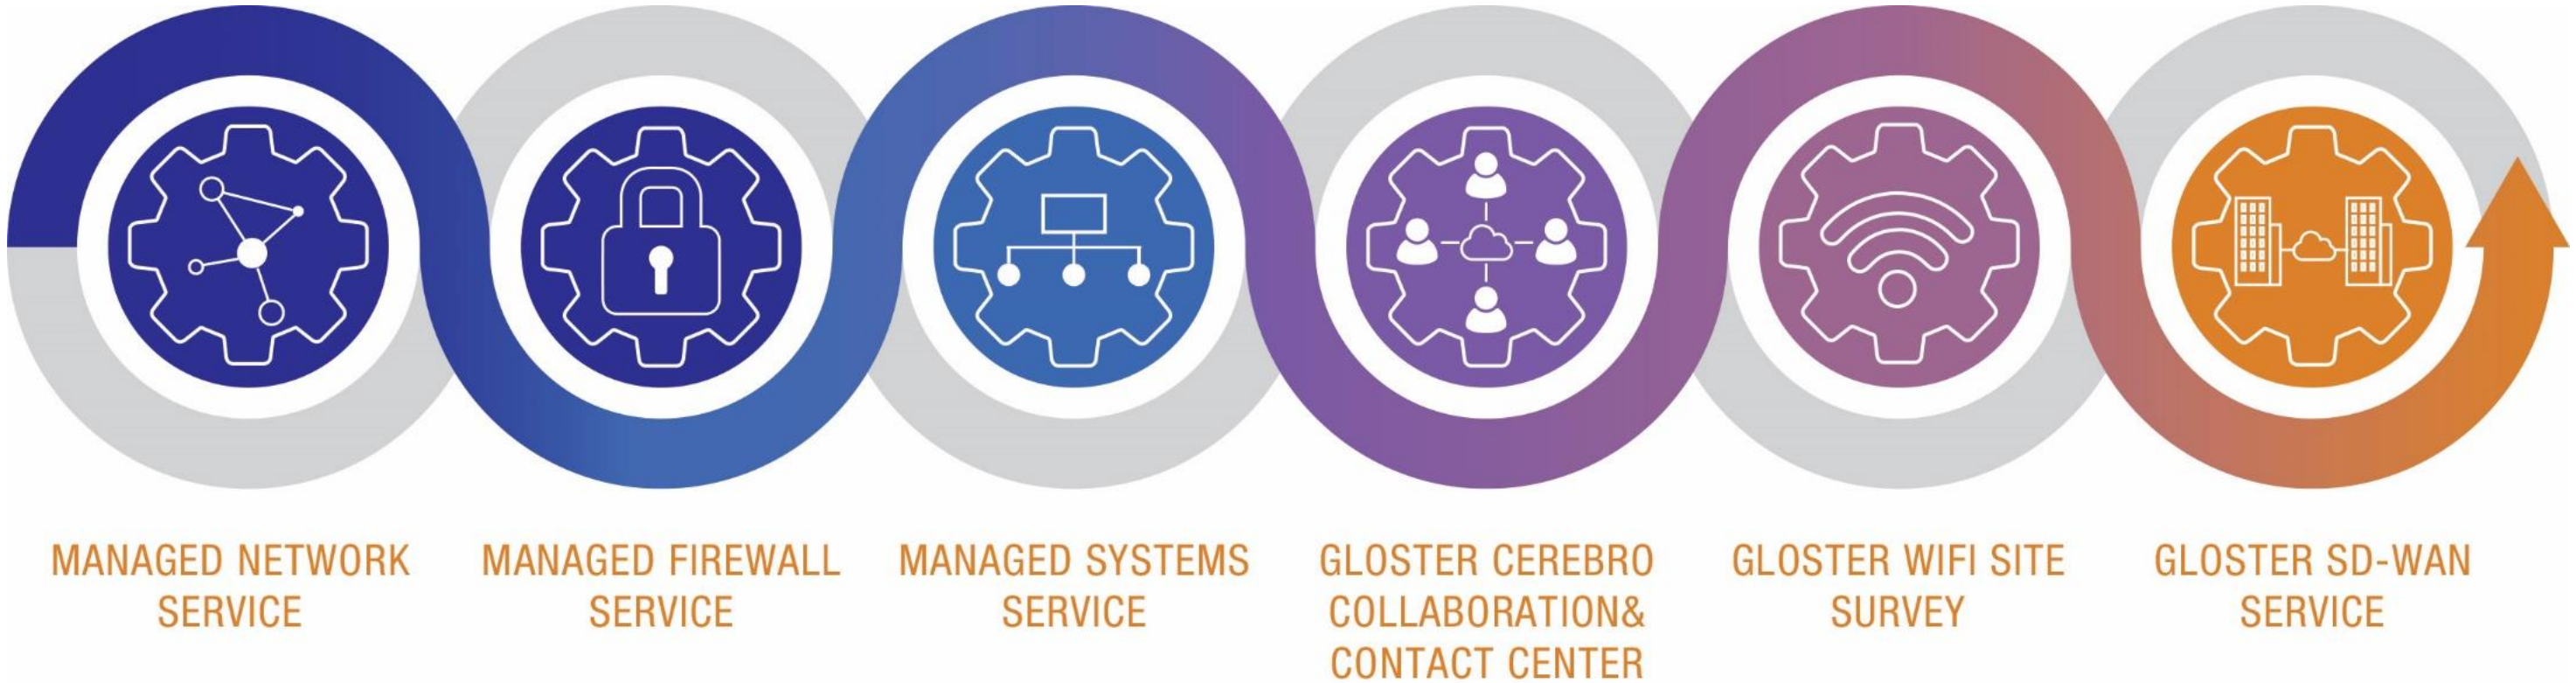 MANAGED NETWORK
SERVICE
MANAGED FIREWALL
SERVICE
MANAGED SYSTEMS
SERVICE
GLOSTER CEREBRO
COLLABORATION&
CONTACT CENTER
GLOSTER WIFI SITE
SURVEY
GLOSTER SD-WAN
SERVICE